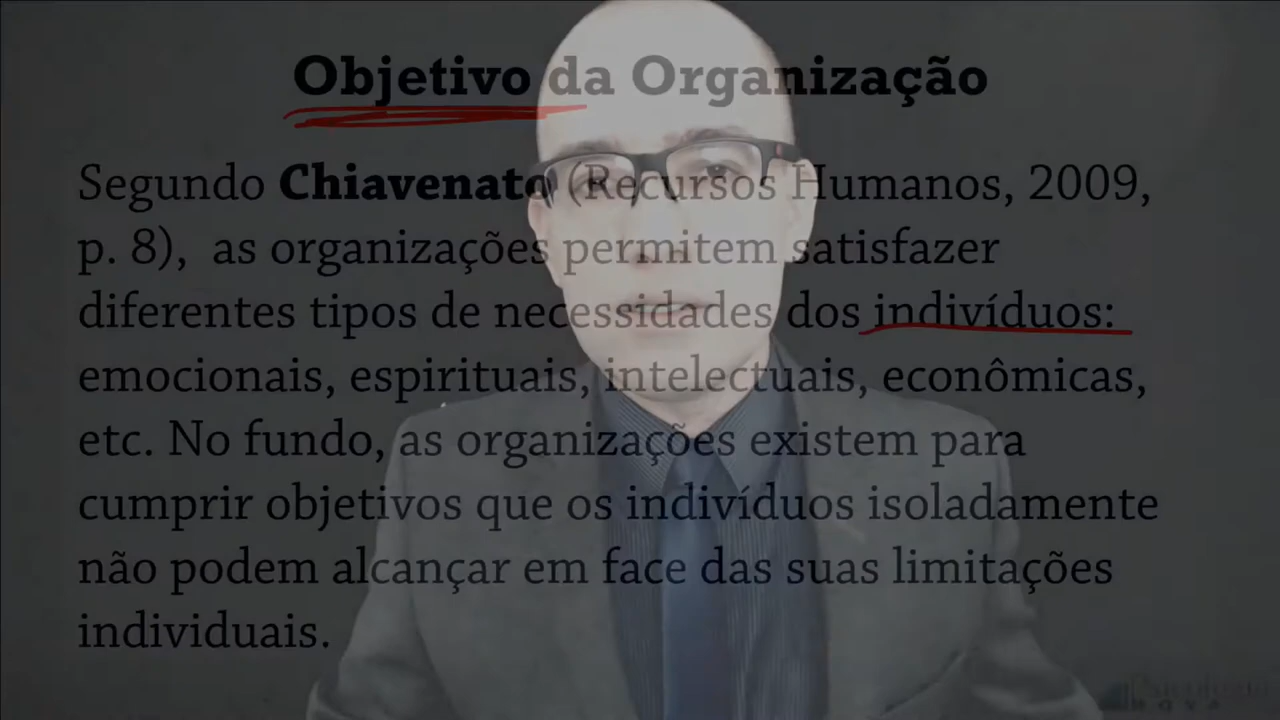 Objetivo da Organização
Segundo Chiavenato (Recursos Humanos, 2009,
p. 8), as organizações permitem satisfazer
diferentes tipos de necessidades dos indivíduos:
emocionais, espirituais, intelectuais, econômicas,
etc. No fundo, as organizações existem para
cumprir objetivos que os indivíduos isoladamente
não podem alcançar em face das suas limitações
individuais.